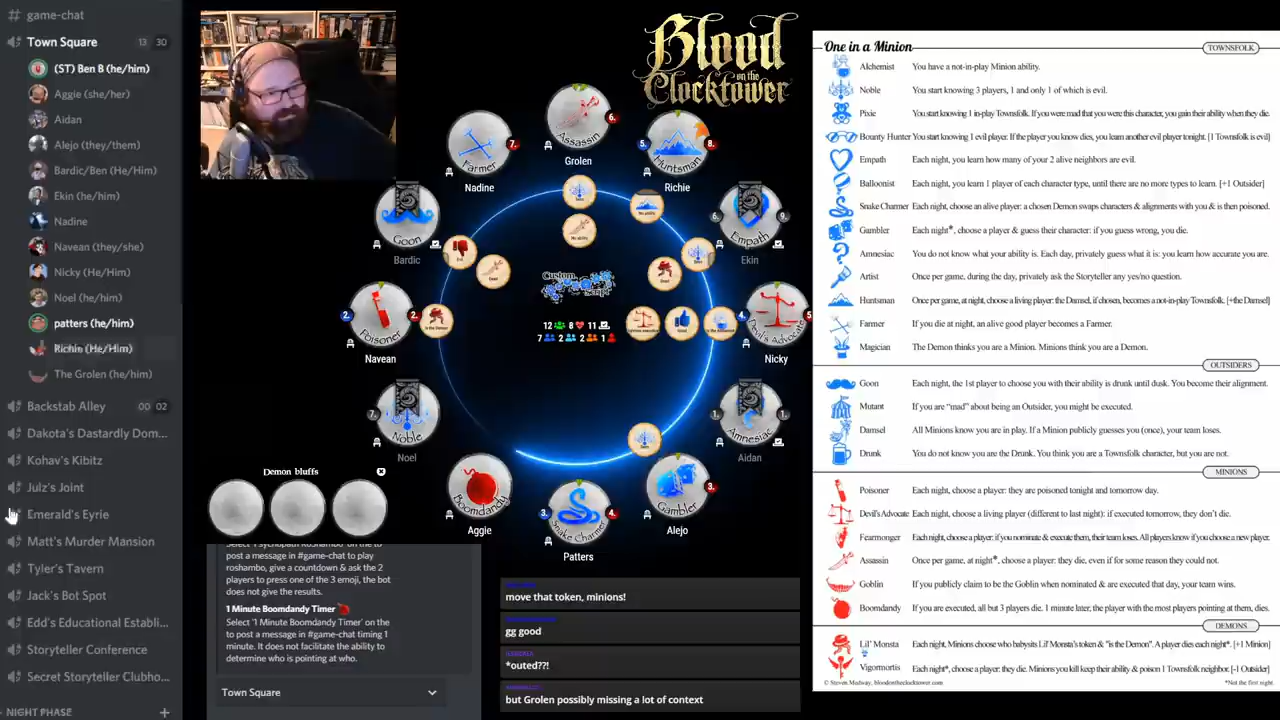 game-chat
Town Square 13 30
(ST) Ben B (he/him)
Aggie (she/her)
Aidan
Alejo (hey/him)
Bardic/Ben (He/Him)
Ekin (he/him)
Nadine
Navean (they/she)
Nicky (He/Him)
Noel (he/him)
patters (he/him)
Richie (He/Him)
The Grolen (he/him)
Backstab Alley 00 02
Dakota's Dastardly Dom...
Kohav's Kibitz
Julz's Joint
Emerald's Eyrie
Matt's Murder Mansion
Tyler's Tavern
Jack's Jackpot
Edd's Educational Establi...
Storyteller Conference
NIGHT PHASE
Blood
on the
Clocktower
Assassin
6.
Grolen
Farmer
7.
Nadine
Huntsman
5.
8.
Richie
Goon
Bardic
Empath
6.
9.
Ekin
Poisoner
2.
2.
Navean
Devil's Advocate
4.
5
Nicky
Noble
7.
Noel
Amnesiac
1.
1.
Aidan
Boomdandy
Aggie
Snake Charmer
3.
4.
Patters
Gambler
3.
Alejo
Custom
Script
12 8 11
7 2 2 1
Demon bluffs
post a message in #game-chat to play
roshambo, give a countdown & ask the 2
players to press one of the 3 emoji, the bot
does not give the results.
1 Minute Boomdandy Timer
Select '1 Minute Boomdandy Timer' on the
to post a message in #game-chat timing 1
minute. It does not facilitate the ability to
determine who is pointing at who.
Town Square
move that token, minions!
gg good
*outed??!
but Grolen possibly missing a lot of context
One in a Minion
TOWNSFOLK
Alchemist You have a not-in-play Minion ability.
Noble You start knowing 3 players, 1 and only 1 of which is evil.
Pixie You start knowing 1 in-play Townsfolk. If you were mad that you were this character, you gain their ability when they die.
Bounty Hunter You start knowing 1 evil player. If the player you know dies, you learn another evil player tonight. [1 Townsfolk is evil]
Empath Each night, you learn how many of your 2 alive neighbors are evil.
Balloonist Each night, you learn 1 player of each character type, until there are no more types to learn. [+1 Outsider]
Snake Charmer Each night, choose an alive player: a chosen Demon swaps characters & alignments with you & is then poisoned.
Gambler Each night*, choose a player & guess their character: if you guess wrong, you die.
Amnesiac You do not know what your ability is. Each day, privately guess what it is: you learn how accurate you are.
Artist Once per game, during the day, privately ask the Storyteller any yes/no question.
Huntsman Once per game, at night, choose a living player: the Damsel, if chosen, becomes a not-in-play Townsfolk. [+the Damsel]
Farmer If you die at night, an alive good player becomes a Farmer.
Magician The Demon thinks you are a Minion. Minions think you are a Demon.
OUTSIDERS
Goon Each night, the 1st player to choose you with their ability is drunk until dusk. You become their alignment.
Mutant If you are "mad" about being an Outsider, you might be executed.
Damsel All Minions know you are in play. If a Minion publicly guesses you (once), your team loses.
Drunk You do not know you are the Drunk. You think you are a Townsfolk character, but you are not.
MINIONS
Poisoner Each night, choose a player: they are poisoned tonight and tomorrow day.
Devil's Advocate Each night, choose a living player (different to last night): if executed tomorrow, they don't die.
Fearmonger Each night, choose a player: if you nominate & execute them, their team loses. All players know if you choose a new player.
Assassin Once per game, at night*, choose a player: they die, even if for some reason they could not.
Goblin If you publicly claim to be the Goblin when nominated & are executed that day, your team wins.
Boomdandy If you are executed, all but 3 players die. 1 minute later, the player with the most players pointing at them, dies.
DEMONS
Lil' Monsta Each night, Minions choose who babysits Lil' Monsta's token & "is the Demon". A player dies each night*. [+1 Minion]
Vigormortis Each night*, choose a player: they die. Minions you kill keep their ability & poison 1 Townsfolk neighbor. [-1 Outsider]
© Steven Medway, bloodontheclocktower.com *Not the first night